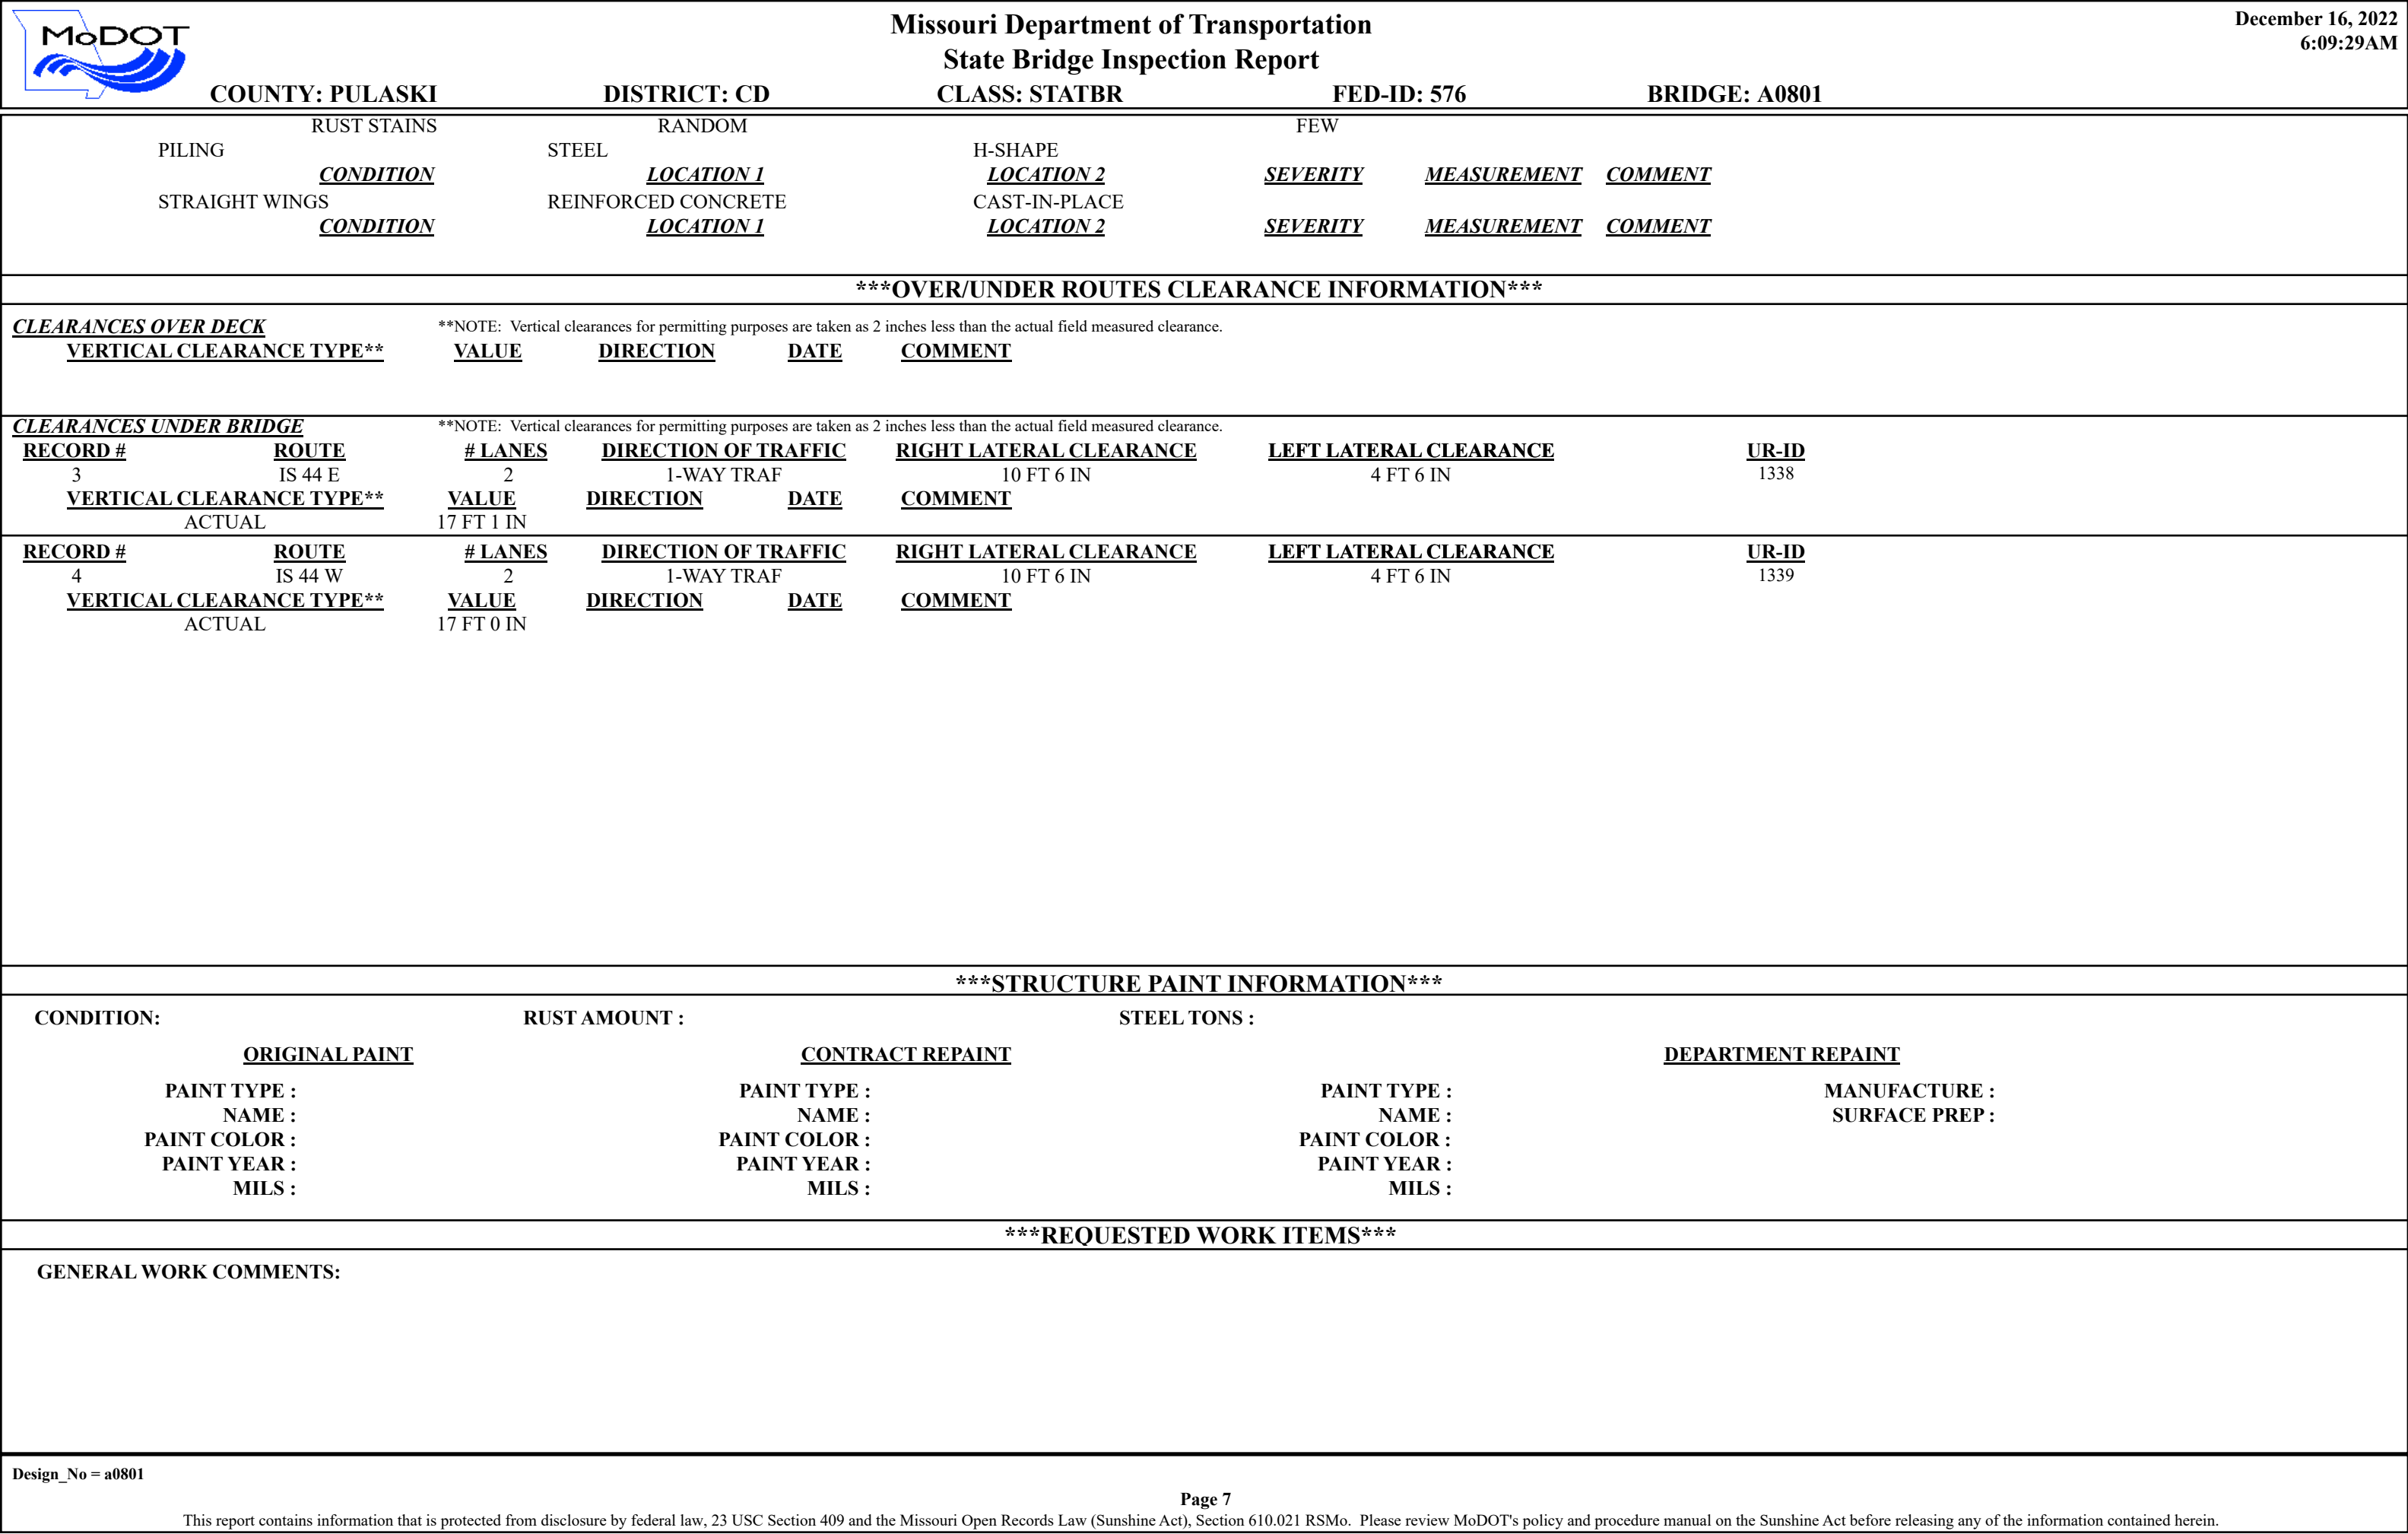 MoDOT
Missouri Department of Transportation
State Bridge Inspection Report
December 16, 2022
6:09:29AM
COUNTY: PULASKI DISTRICT: CD CLASS: STATBR FED-ID: 576 BRIDGE: A0801
RUST STAINS RANDOM FEW
PILING STEEL H-SHAPE
CONDITION LOCATION 1 LOCATION 2 SEVERITY MEASUREMENT COMMENT
STRAIGHT WINGS REINFORCED CONCRETE CAST-IN-PLACE
CONDITION LOCATION 1 LOCATION 2 SEVERITY MEASUREMENT COMMENT
***OVER/UNDER ROUTES CLEARANCE INFORMATION***
CLEARANCES OVER DECK **NOTE: Vertical clearances for permitting purposes are taken as 2 inches less than the actual field measured clearance.
VERTICAL CLEARANCE TYPE** VALUE DIRECTION DATE COMMENT
CLEARANCES UNDER BRIDGE **NOTE: Vertical clearances for permitting purposes are taken as 2 inches less than the actual field measured clearance.
RECORD # ROUTE # LANES DIRECTION OF TRAFFIC RIGHT LATERAL CLEARANCE LEFT LATERAL CLEARANCE UR-ID
3 IS 44 E 2 1-WAY TRAF 10 FT 6 IN 4 FT 6 IN 1338
VERTICAL CLEARANCE TYPE** VALUE DIRECTION DATE COMMENT
ACTUAL 17 FT 1 IN
RECORD # ROUTE # LANES DIRECTION OF TRAFFIC RIGHT LATERAL CLEARANCE LEFT LATERAL CLEARANCE UR-ID
4 IS 44 W 2 1-WAY TRAF 10 FT 6 IN 4 FT 6 IN 1339
VERTICAL CLEARANCE TYPE** VALUE DIRECTION DATE COMMENT
ACTUAL 17 FT 0 IN
***STRUCTURE PAINT INFORMATION***
CONDITION: RUST AMOUNT : STEEL TONS :
ORIGINAL PAINT CONTRACT REPAINT DEPARTMENT REPAINT
PAINT TYPE : PAINT TYPE : PAINT TYPE : MANUFACTURE :
NAME : NAME : NAME : SURFACE PREP :
PAINT COLOR : PAINT COLOR : PAINT COLOR :
PAINT YEAR : PAINT YEAR : PAINT YEAR :
MILS : MILS : MILS :
***REQUESTED WORK ITEMS***
GENERAL WORK COMMENTS:
Design_No = a0801
Page 7
This report contains information that is protected from disclosure by federal law, 23 USC Section 409 and the Missouri Open Records Law (Sunshine Act), Section 610.021 RSMo. Please review MoDOT's policy and procedure manual on the Sunshine Act before releasing any of the information contained herein.